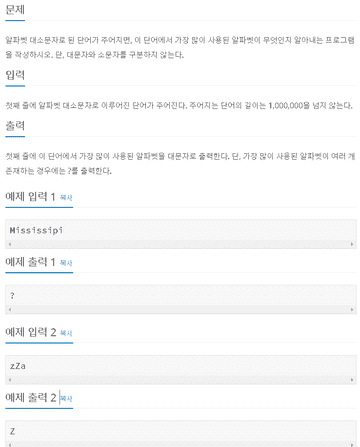 문제
알파벳 대소문자로 된 단어가 주어지면, 이 단어에서 가장 많이 사용된 알파벳이 무엇인지 알아내는 프로그램
을 작성하시오. 단, 대문자와 소문자를 구분하지 않는다.
입력
첫째 줄에 알파벳 대소문자로 이루어진 단어가 주어진다. 주어지는 단어의 길이는 1,000,000을 넘지 않는다.
출력
첫째 줄에 이 단어에서 가장 많이 사용된 알파벳을 대문자로 출력한다. 단, 가장 많이 사용된 알파벳이 여러 개
존재하는 경우에는 ?를 출력한다.
예제 입력 1 복사
Mississipi
예제 출력 1 복사
?
예제 입력 2 복사
zZa
예제 출력 2 복사
Z